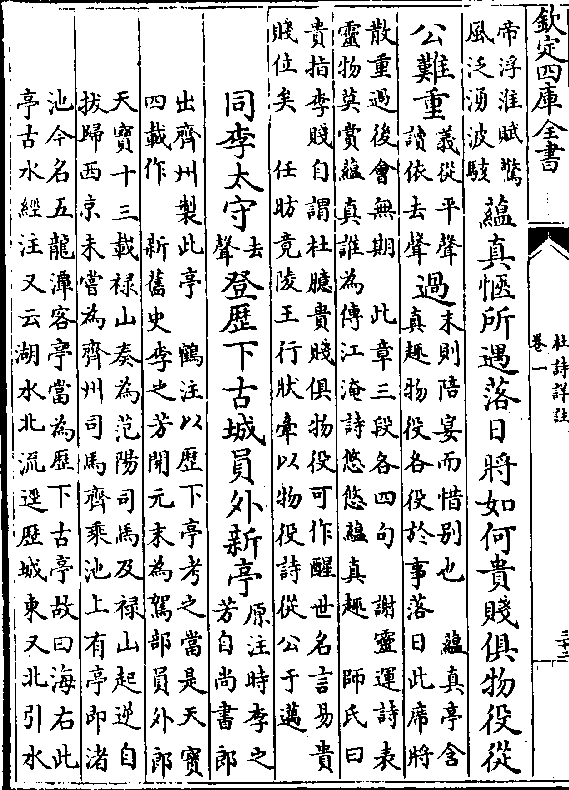 欽定四庫全書
杜詩詳註
卷一
三十二
帝浮淮賦驚
風泛湧波駭
蘊真愜所遇落日將如何貴賤俱物役從
公難重
義從平聲
讀依去聲
過
末則陪宴而惜別也 蘊真亭含
真趣物役各役於事落日此席將
散重過後會無期 此章三段各四句 謝靈運詩表
靈物莫賞蘊真誰為傳江淹詩悠悠蘊真趣 師氏曰
貴指李賤自謂杜臆貴賤俱物役可作醒世名言易貴
賤位矣 任昉竟陵王行狀牽以物役詩從公于邁
同李太守
去
聲
登歷下古城員外新亭
原注時李之
芳自尚書郎
出齊州製此亭 鶴注以歷下亭考之當是天寶
四載作 新舊史李之芳開元末為駕部員外郎
天寶十三載祿山奏為范陽司馬及祿山起逆自
拔歸西京未嘗為齊州司馬齊乘池上有亭即渚
池今名五龍潭客亭當為歷下古亭故曰海右此
亭古水經注又云湖水北流逕歷城東又北引水